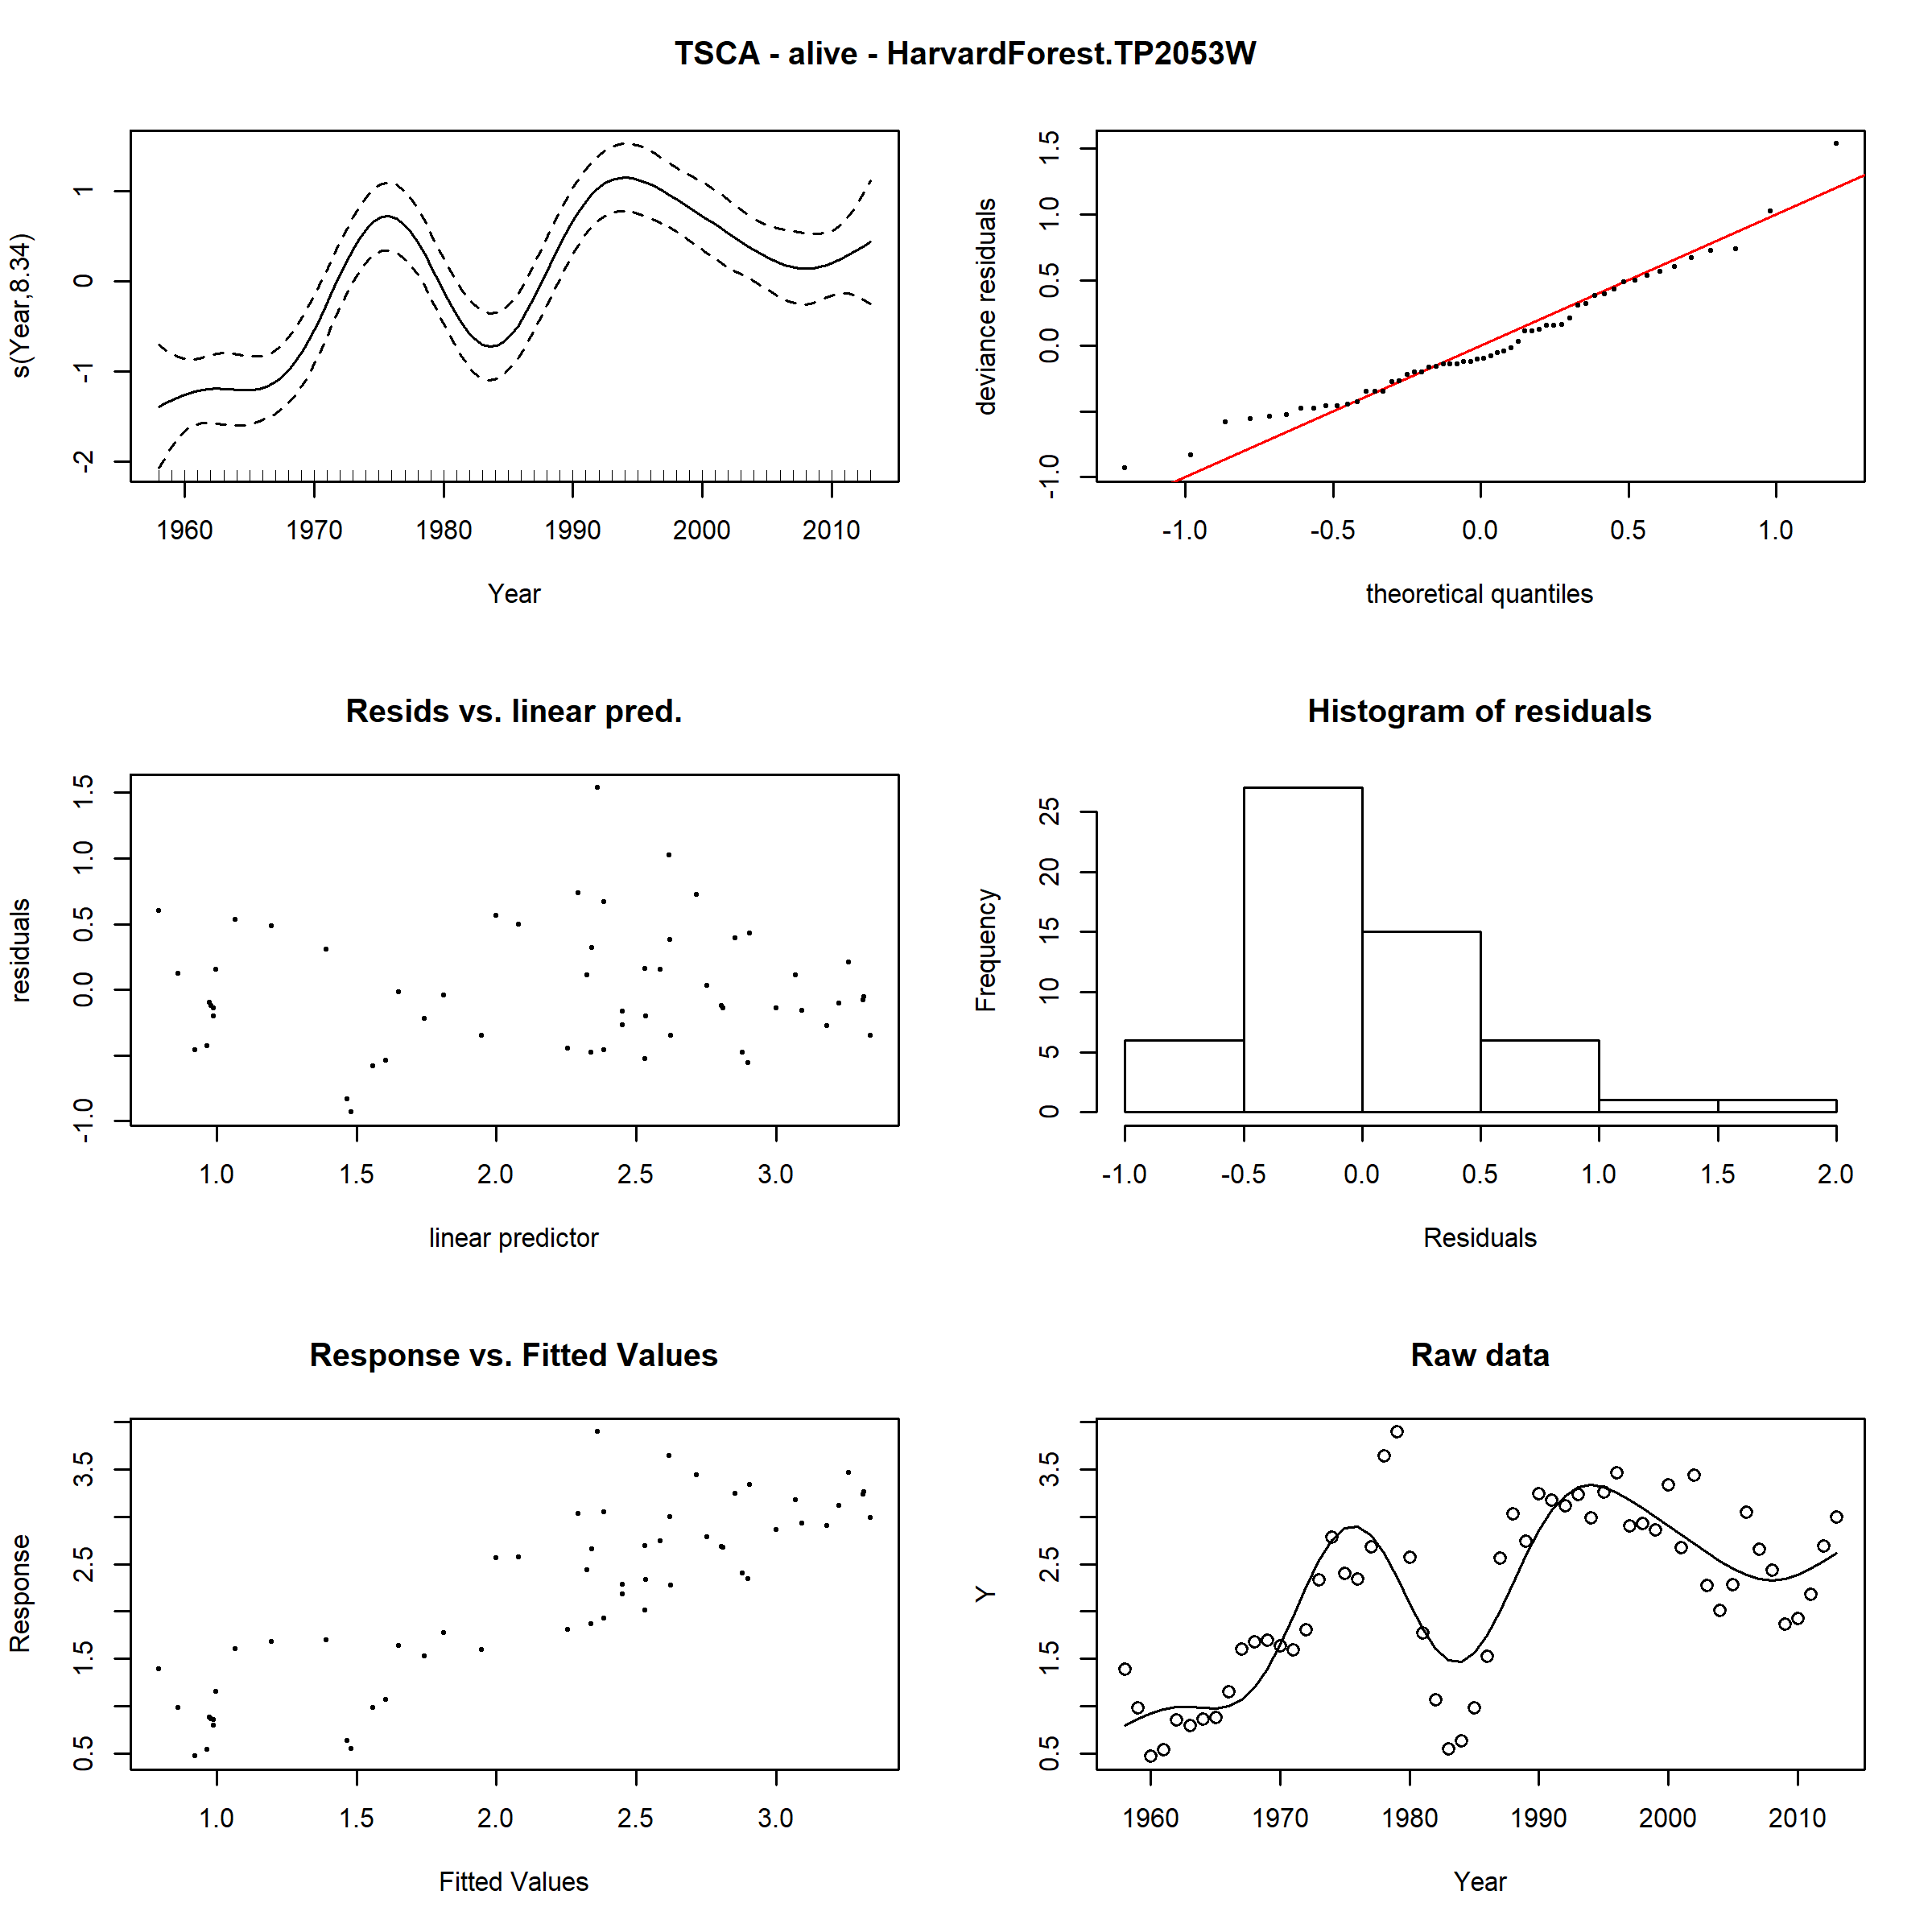 TSCA - alive - HarvardForest.TP2053W
s(Year,8.34)
1
0
-1
-2
1960 1970 1980 1990 2000 2010
Year
deviance residuals
1.5
1.0
0.5
0.0
-1.0
-1.0 -0.5 0.0 0.5 1.0
theoretical quantiles
Resids vs. linear pred.
residuals
1.5
1.0
0.5
0.0
-1.0
1.0 1.5 2.0 2.5 3.0
linear predictor
Histogram of residuals
Frequency
25
20
15
10
5
0
-1.0 -0.5 0.0 0.5 1.0 1.5 2.0
Residuals
Response vs. Fitted Values
Response
3.5
2.5
1.5
0.5
1.0 1.5 2.0 2.5 3.0
Fitted Values
Raw data
Y
3.5
2.5
1.5
0.5
1960 1970 1980 1990 2000 2010
Year